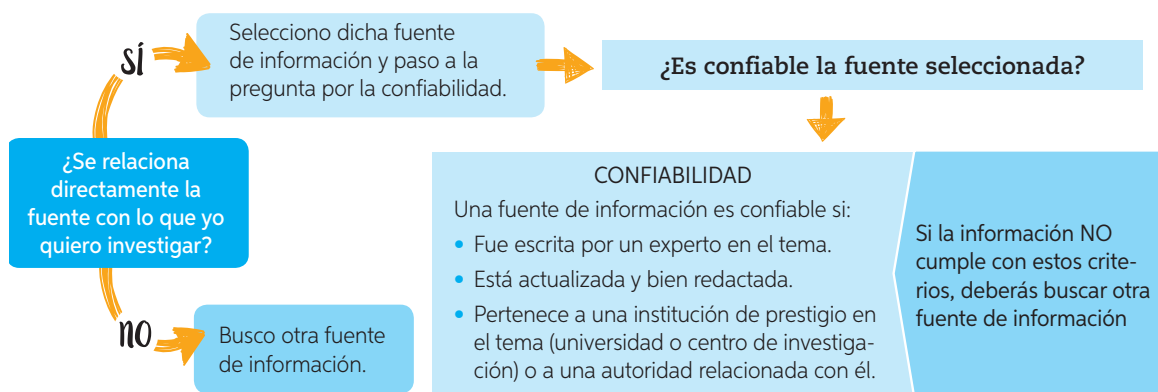 ¿Se relaciona
directamente la
fuente con lo que yo
quiero investigar?
SÍ
Selecciono dicha fuente
de información y paso a la
pregunta por la confiabilidad.
¿Es confiable la fuente seleccionada?
CONFIABILIDAD
Una fuente de información es confiable si:
• Fue escrita por un experto en el tema.
• Está actualizada y bien redactada.
• Pertenece a una institución de prestigio en
el tema (universidad o centro de investiga-
ción) o a una autoridad relacionada con él.
Si la información NO
cumple con estos crite-
rios, deberás buscar otra
fuente de información
NO
Busco otra fuente
de información.